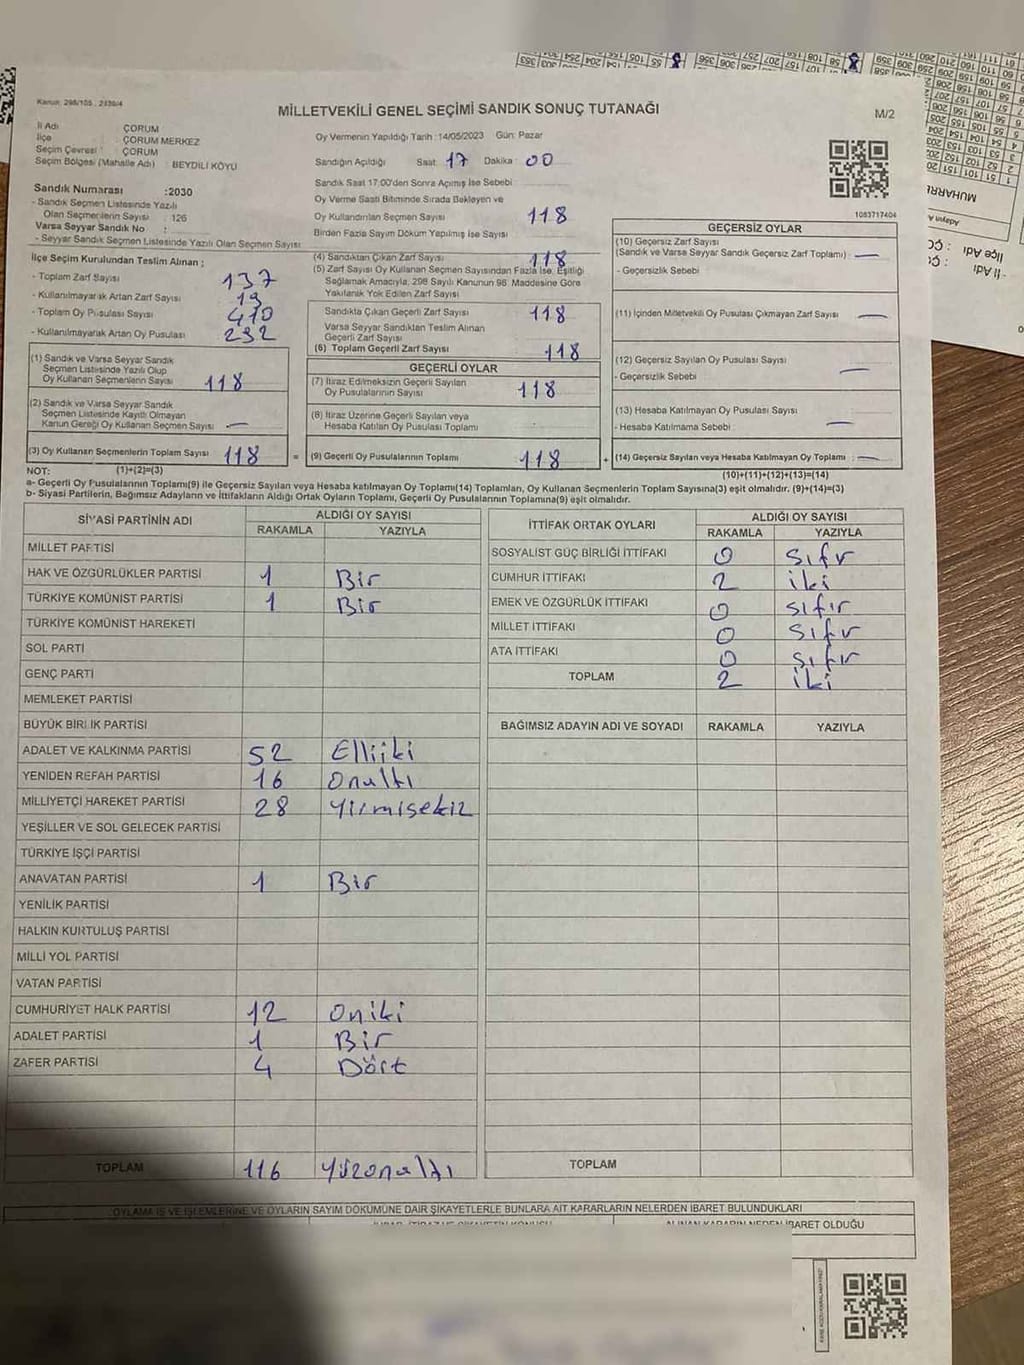 Kanun: 298/105, 2839/4
MİLLETVEKİLİ GENEL SEÇİMİ SANDIK SONUÇ TUTANAĞI
M/2
İl Adı : ÇORUM
İlçe : ÇORUM MERKEZ
Seçim Çevresi : ÇORUM
Seçim Bölgesi (Mahalle Adı) : BEYDİLİ KÖYÜ
Sandık Numarası :2030
- Sandık Seçmen Listesinde Yazılı
Olan Seçmenlerin Sayısı : 126
Varsa Seyyar Sandık No :
- Seyyar Sandık Seçmen Listesinde Yazılı Olan Seçmen Sayısı :
İlçe Seçim Kurulundan Teslim Alınan ;
- Toplam Zarf Sayısı 137
- Kullanılmayarak Artan Zarf Sayısı 19
- Toplam Oy Pusulası Sayısı 410
- Kullanılmayarak Artan Oy Pusulası 292
(1) Sandık ve Varsa Seyyar Sandık
Seçmen Listesinde Yazılı Olup
Oy Kullanan Seçmenlerin Sayısı 118
(2) Sandık ve Varsa Seyyar Sandık
Seçmen Listesinde Kayıtlı Olmayan
Kanun Gereği Oy Kullanan Seçmen Sayısı —
(3) Oy Kullanan Seçmenlerin Toplam Sayısı 118
Oy Vermenin Yapıldığı Tarih :14/05/2023 Gün: Pazar
Sandığın Açıldığı Saat 17 Dakika 00
Sandık Saat 17:00'den Sonra Açımış İse Sebebi
Oy Verme Saati Bitiminde Sırada Bekleyen ve
Oy Kullandırılan Seçmen Sayısı 118
Birden Fazla Sayım Döküm Yapılmış İse Sayısı
(4) Sandıktan Çıkan Zarf Sayısı 118
(5) Zarf Sayısı Oy Kullanan Seçmen Sayısından Fazla İse, Eşitliği
Sağlamak Amacıyla, 298 Sayılı Kanunun 98. Maddesine Göre
Yakılarak Yok Edilen Zarf Sayısı
Sandıkta Çıkan Geçerli Zarf Sayısı 118
Varsa Seyyar Sandıktan Teslim Alınan
Geçerli Zarf Sayısı
(6) Toplam Geçerli Zarf Sayısı 118
GEÇERLİ OYLAR
(7) İtiraz Edilmeksizin Geçerli Sayılan
Oy Pusulalarının Sayısı 118
(8) İtiraz Üzerine Geçerli Sayılan veya
Hesaba Katılan Oy Pusulası Toplamı
= (9) Geçerli Oy Pusulalarının Toplamı 118
1083717404
GEÇERSİZ OYLAR
(10) Geçersiz Zarf Sayısı
(Sandık ve Varsa Seyyar Sandık Geçersiz Zarf Toplamı) : —
- Geçersizlik Sebebi
(11) İçinden Milletvekili Oy Pusulası Çıkmayan Zarf Sayısı —
(12) Geçersiz Sayılan Oy Pusulası Sayısı
- Geçersizlik Sebebi —
(13) Hesaba Katılmayan Oy Pusulası Sayısı
- Hesaba Katılmama Sebebi —
+ (14) Geçersiz Sayılan veya Hesaba Katılmayan Oy Toplamı —
NOT: (1)+(2)=(3) (10)+(11)+(12)+(13)=(14)
a- Geçerli Oy Pusulalarının Toplamı(9) ile Geçersiz Sayılan veya Hesaba Katılmayan Oy Toplamı(14) Toplamları, Oy Kullanan Seçmenlerin Toplam Sayısına(3) eşit olmalıdır. (9)+(14)=(3)
b- Siyasi Partilerin, Bağımsız Adayların ve İttifakların Aldığı Ortak Oyların Toplamı, Geçerli Oy Pusulalarının Toplamına(9) eşit olmalıdır.
SİYASİ PARTİNİN ADI ALDIĞI OY SAYISI
RAKAMLA YAZIYLA
MİLLET PARTİSİ
HAK VE ÖZGÜRLÜKLER PARTİSİ 1 Bir
TÜRKİYE KOMÜNİST PARTİSİ 1 Bir
TÜRKİYE KOMÜNİST HAREKETİ
SOL PARTİ
GENÇ PARTİ
MEMLEKET PARTİSİ
BÜYÜK BİRLİK PARTİSİ
ADALET VE KALKINMA PARTİSİ 52 Elliiki
YENİDEN REFAH PARTİSİ 16 Onaltı
MİLLİYETÇİ HAREKET PARTİSİ 28 Yirmisekiz
YEŞİLLER VE SOL GELECEK PARTİSİ
TÜRKİYE İŞÇİ PARTİSİ
ANAVATAN PARTİSİ 1 Bir
YENİLİK PARTİSİ
HALKIN KURTULUŞ PARTİSİ
MİLLİ YOL PARTİSİ
VATAN PARTİSİ
CUMHURİYET HALK PARTİSİ 12 Oniki
ADALET PARTİSİ 1 Bir
ZAFER PARTİSİ 4 Dört
TOPLAM 116 Yüzonaltı
İTTİFAK ORTAK OYLARI ALDIĞI OY SAYISI
RAKAMLA YAZIYLA
SOSYALİST GÜÇ BİRLİĞİ İTTİFAKI 0 Sıfır
CUMHUR İTTİFAKI 2 iki
EMEK VE ÖZGÜRLÜK İTTİFAKI 0 Sıfır
MİLLET İTTİFAKI 0 Sıfır
ATA İTTİFAKI 0 Sıfır
TOPLAM 2 iki
BAĞIMSIZ ADAYIN ADI VE SOYADI RAKAMLA YAZIYLA
TOPLAM
OYLAMA İŞ VE İŞLEMLERİNE VE OYLARIN SAYIM DÖKÜMÜNE DAİR ŞİKAYETLERLE BUNLARA AİT KARARLARIN NELERDEN İBARET BULUNDUKLARI
ALINAN KARARIN NEDEN İBARET OLDUĞU